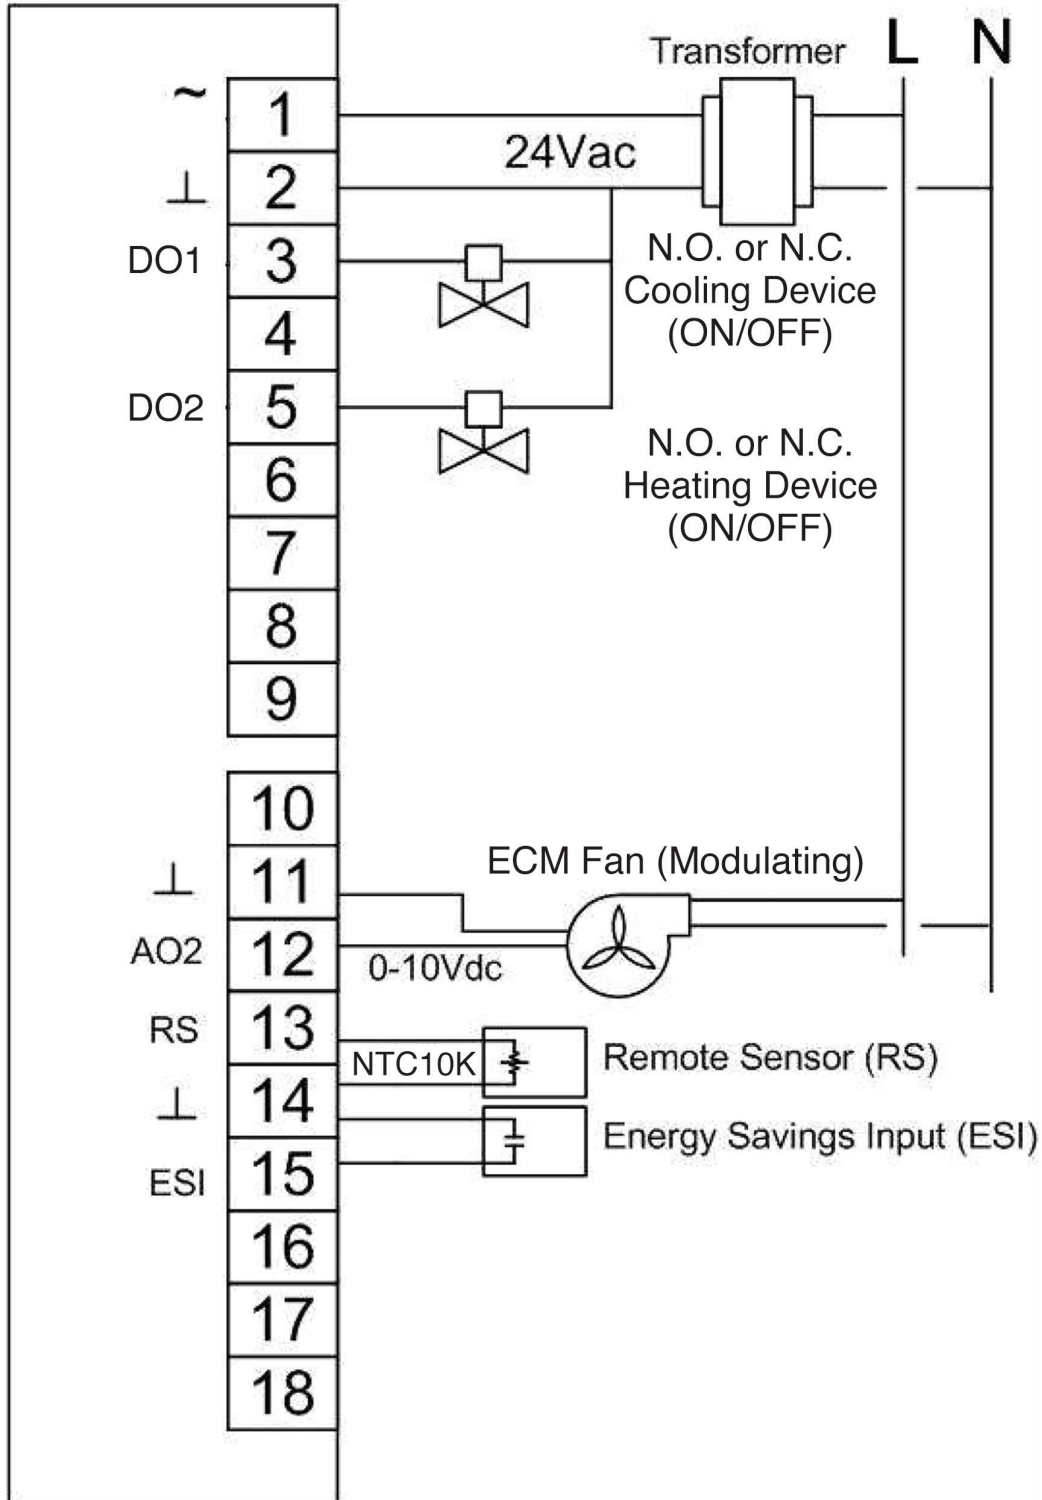 Transformer L N
~ 1
24Vac
⊥ 2
DO1 3
N.O. or N.C.
Cooling Device
(ON/OFF)
4
DO2 5
N.O. or N.C.
Heating Device
(ON/OFF)
6
7
8
9
10
ECM Fan (Modulating)
⊥ 11
AO2 12
0-10Vdc
RS 13
NTC10K
Remote Sensor (RS)
⊥ 14
Energy Savings Input (ESI)
ESI 15
16
17
18